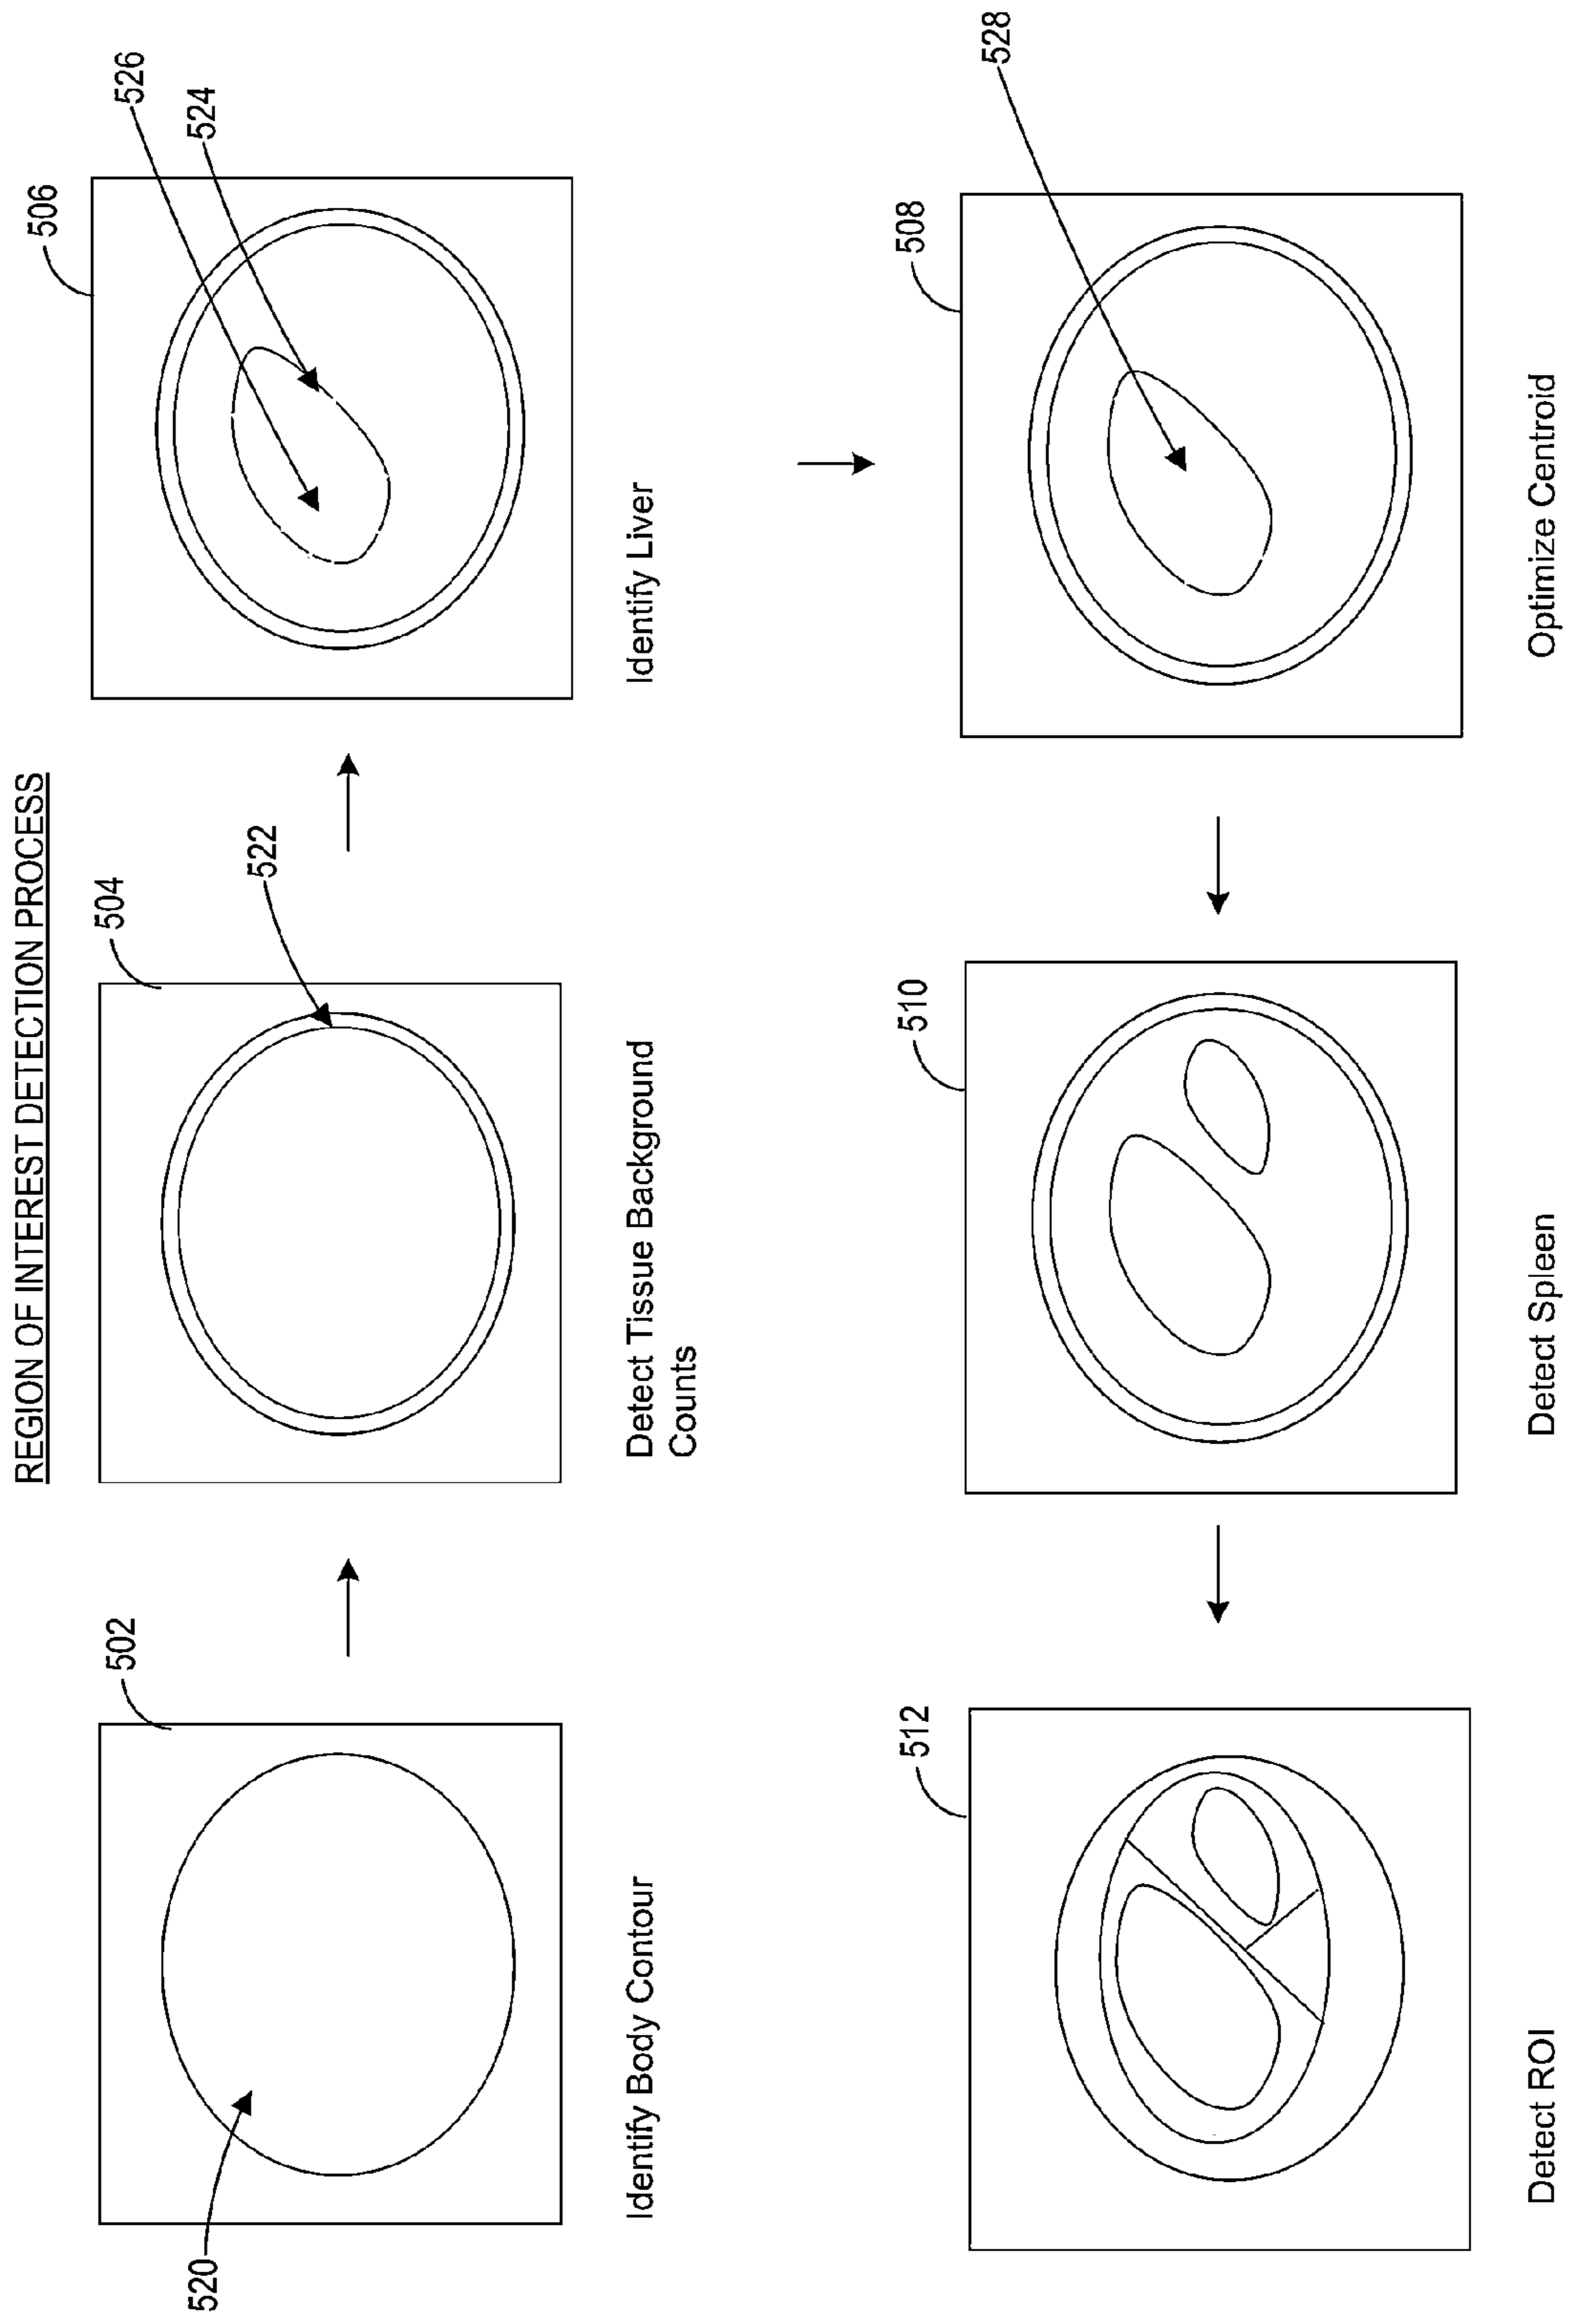 REGION OF INTEREST DETECTION PROCESS
502
504
506
520
522
526
524
Identify Body Contour
Detect Tissue Background
Counts
Identify Liver
512
510
508
528
Detect ROI
Detect Spleen
Optimize Centroid